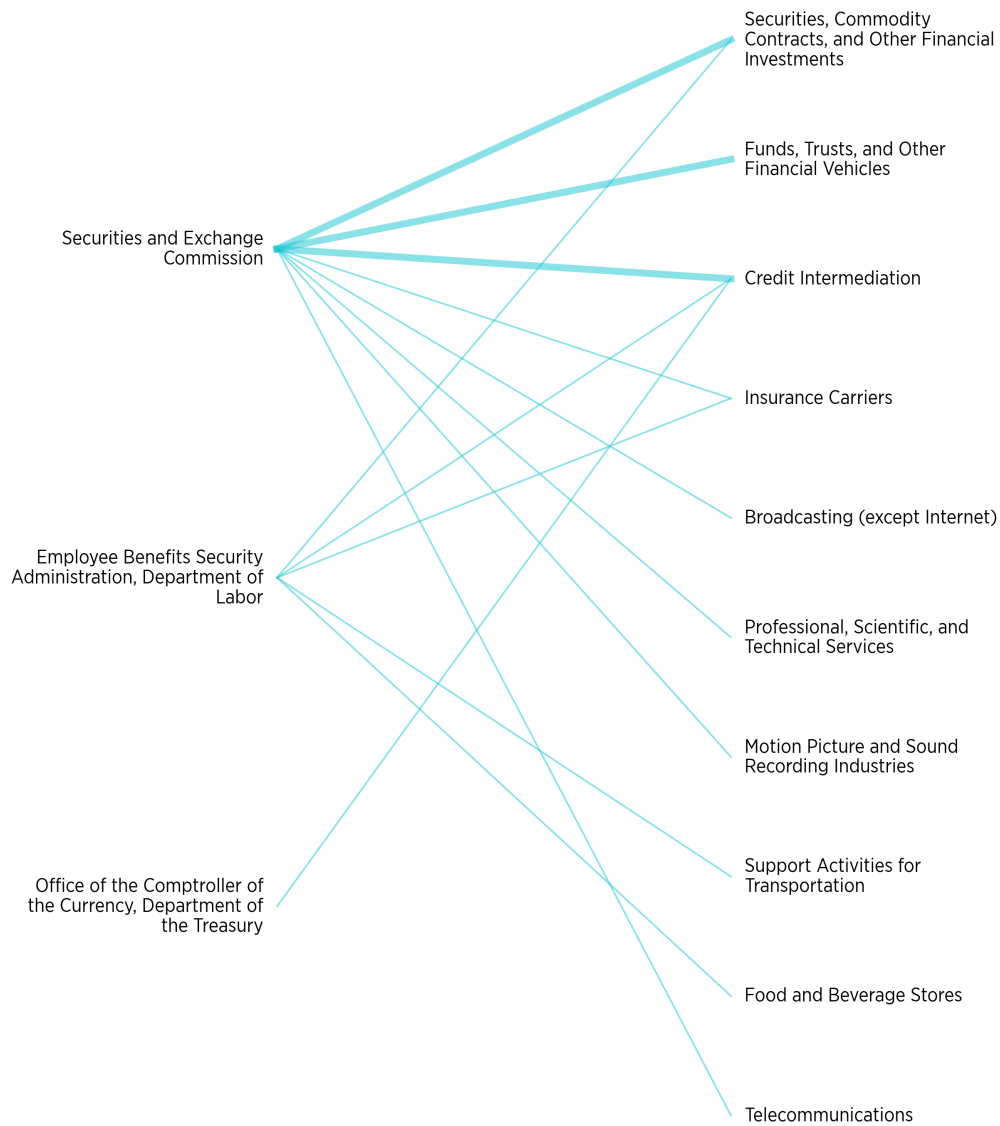 Securities and Exchange
Commission
Employee Benefits Security
Administration, Department of
Labor
Office of the Comptroller of
the Currency, Department of
the Treasury
Securities, Commodity
Contracts, and Other Financial
Investments
Funds, Trusts, and Other
Financial Vehicles
Credit Intermediation
Insurance Carriers
Broadcasting (except Internet)
Professional, Scientific, and
Technical Services
Motion Picture and Sound
Recording Industries
Support Activities for
Transportation
Food and Beverage Stores
Telecommunications